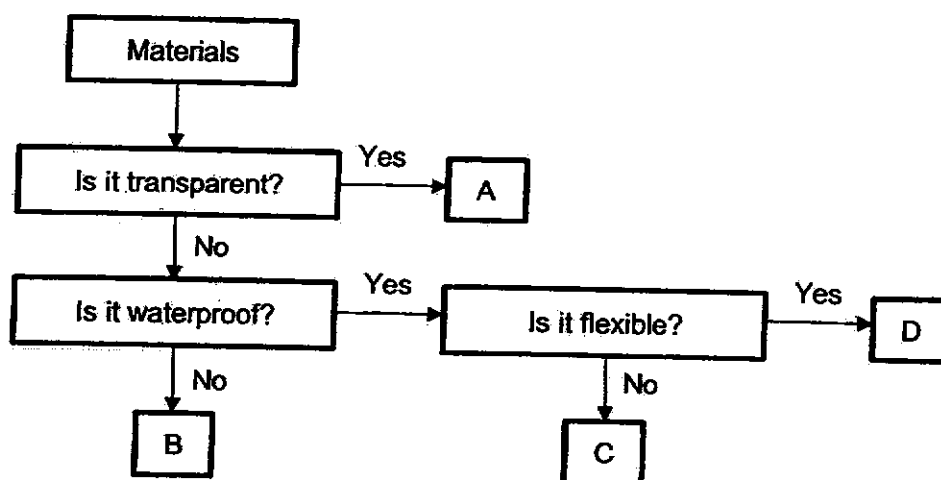 Materials
Is it transparent?
Yes
A
No
Is it waterproof?
Yes
Is it flexible?
Yes
D
No
B
No
C